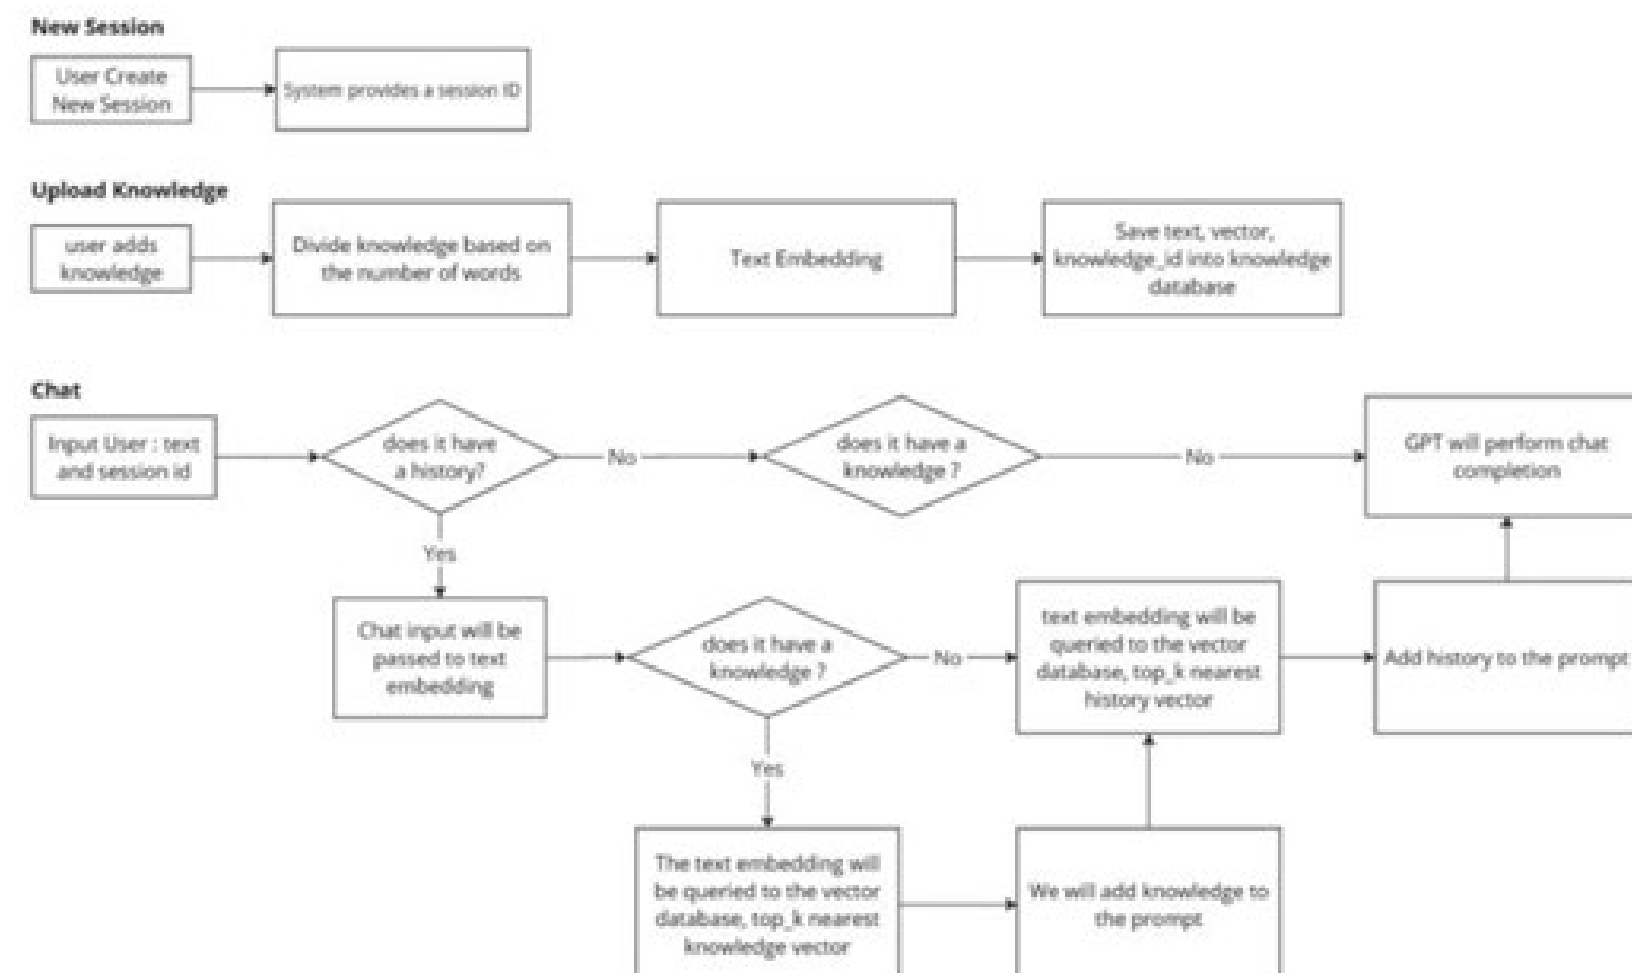 New Session
User Create
New Session
System provides a session ID
Upload Knowledge
user adds
knowledge
Divide knowledge based on
the number of words
Text Embedding
Save text, vector,
knowledge_id into knowledge
database
Chat
Input User : text
and session id
does it have
a history?
No
does it have a
knowledge ?
No
GPT will perform chat
completion
Yes
Chat input will be
passed to text
embedding
does it have a
knowledge ?
No
text embedding will be
queried to the vector
database, top_k nearest
history vector
Add history to the prompt
Yes
The text embedding will
be queried to the vector
database, top_k nearest
knowledge vector
We will add knowledge to
the prompt